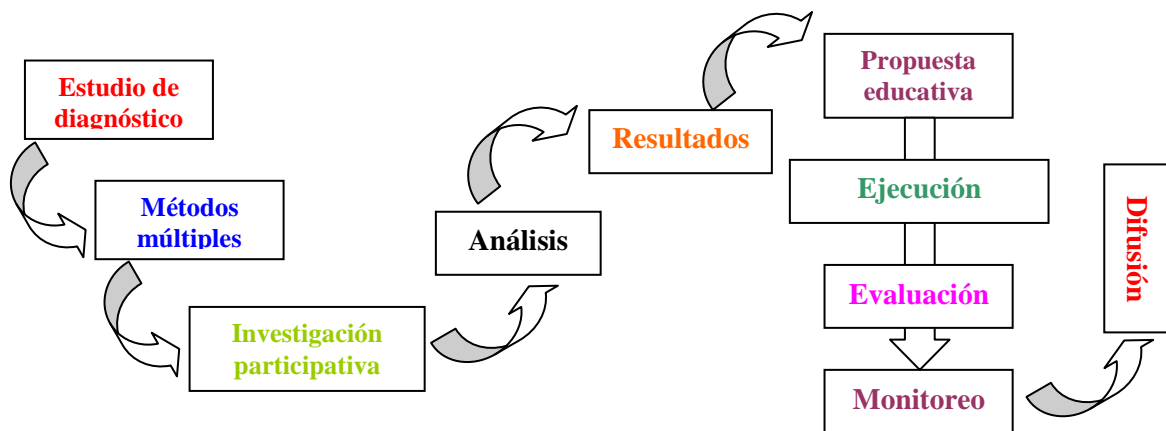 Estudio de
diagnóstico
Métodos
múltiples
Investigación
participativa
Análisis
Resultados
Propuesta
educativa
Ejecución
Evaluación
Monitoreo
Difusión